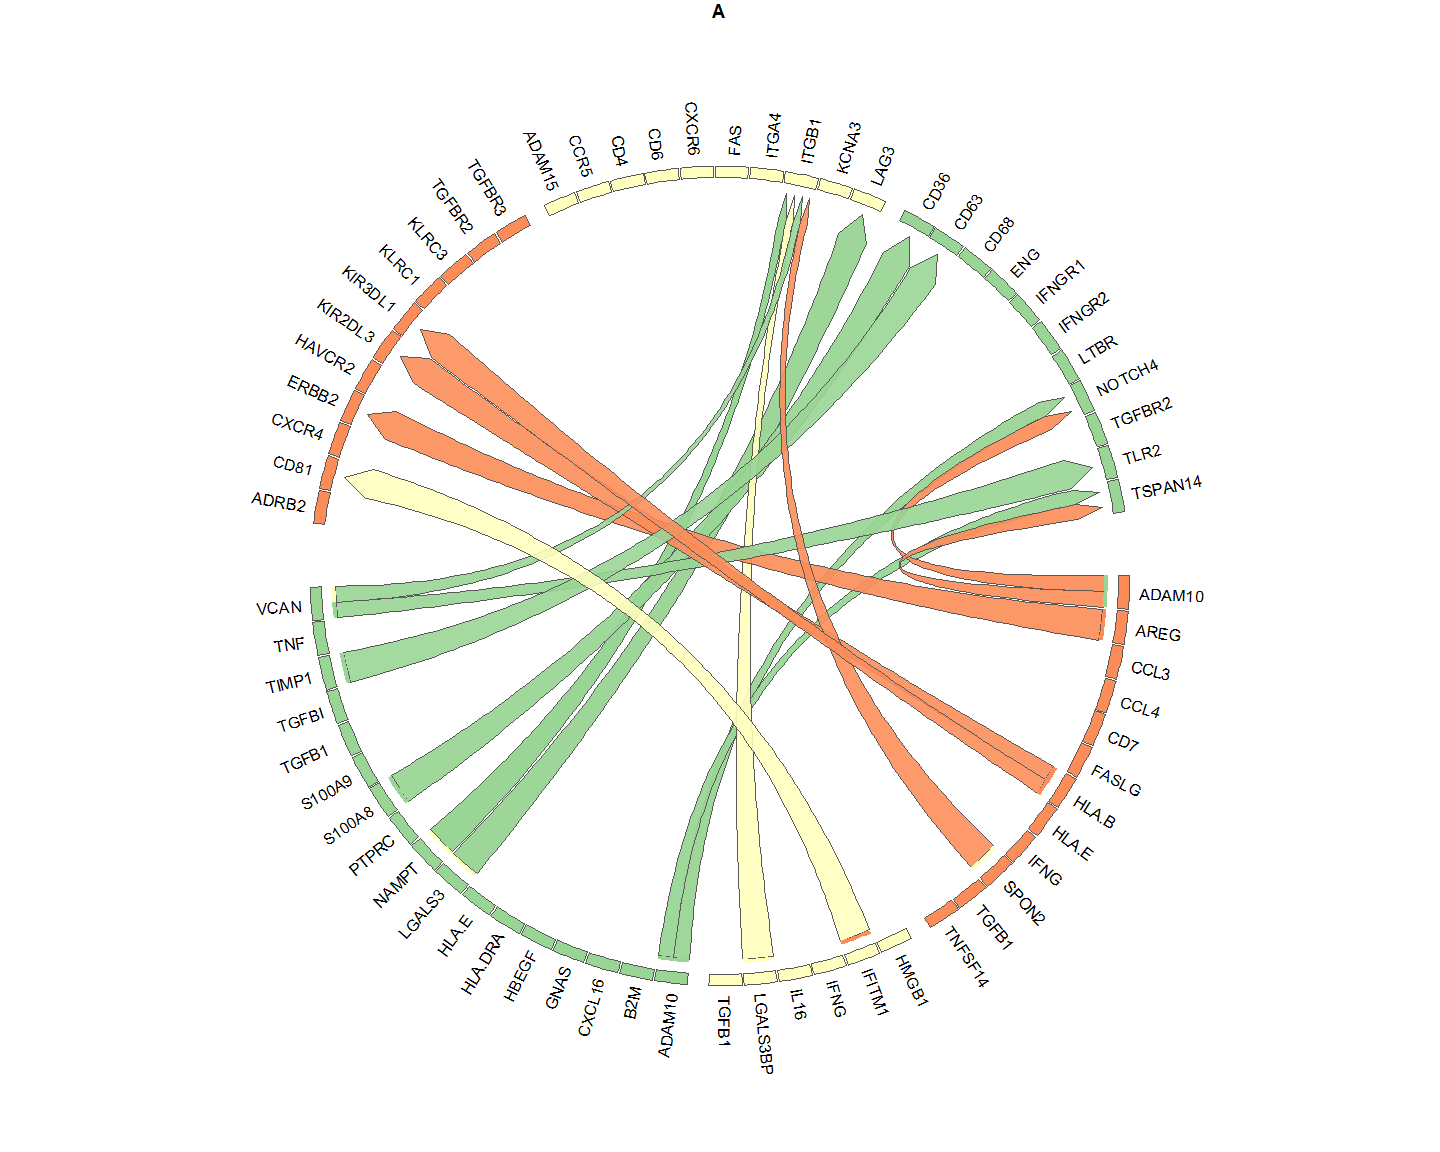 A
ADAM15
CCR5
CD4
CD6
CXCR6
FAS
ITGA4
ITGB1
KCNA3
LAG3
CD36
CD63
CD68
ENG
IFNGR1
IFNGR2
LTBR
NOTCH4
TGFBR2
TLR2
TSPAN14
ADAM10
AREG
CCL3
CCL4
CD7
FASLG
HLA.B
HLA.E
IFNG
SPON2
TGFB1
TNFSF14
HMGB1
IFITM1
IFNG
IL16
LGALS3BP
TGFB1
ADAM10
B2M
CXCL16
GNAS
HBEGF
HLA.DRA
HLA.E
LGALS3
NAMPT
PTPRC
S100A8
S100A9
TGFB1
TGFBI
TIMP1
TNF
VCAN
ADRB2
CD81
CXCR4
ERBB2
HAVCR2
KIR2DL3
KIR3DL1
KLRC1
KLRC3
TGFBR2
TGFBR3